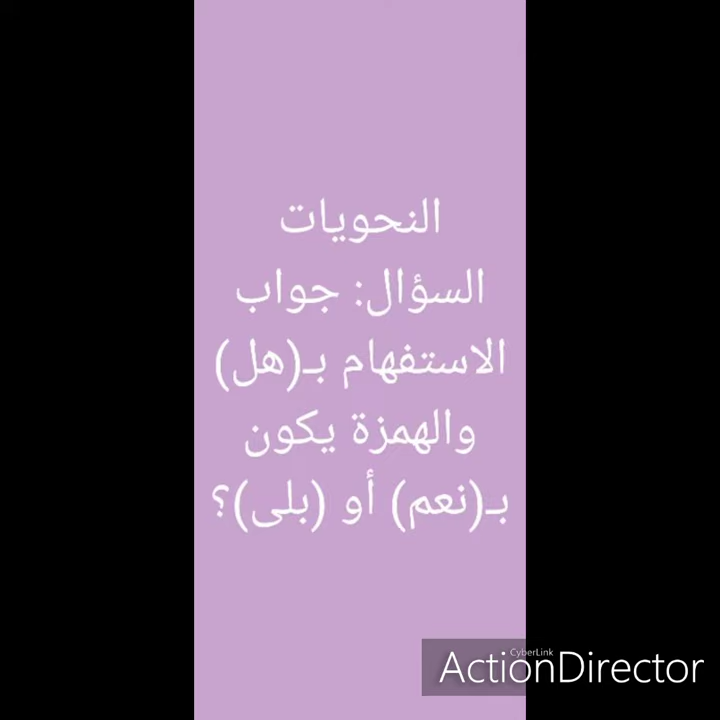 النحويات
السؤال: جواب
الاستفهام بـ(هل)
والهمزة يكون
بـ(نعم) أو (بلى)؟
CyberLink
ActionDirector